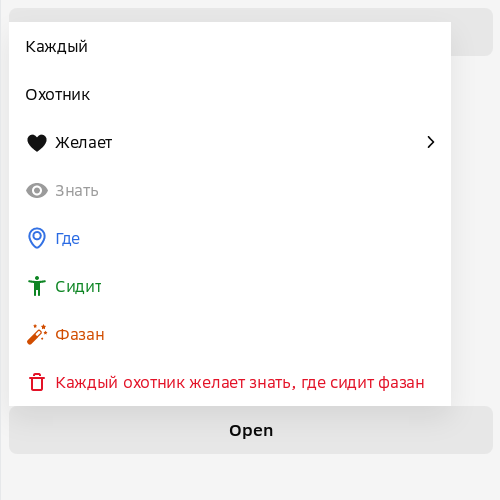 Каждый
Охотник
Желает
Знать
Где
Сидит
Фазан
Каждый охотник желает знать, где сидит фазан
Open